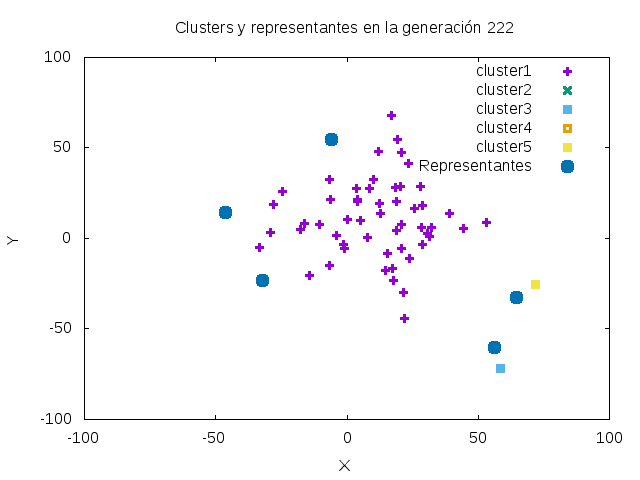 Clusters y representantes en la generación 222
100
50
0
-50
-100
-100
-50
0
50
100
X
Y
cluster1
cluster2
cluster3
cluster4
cluster5
Representantes